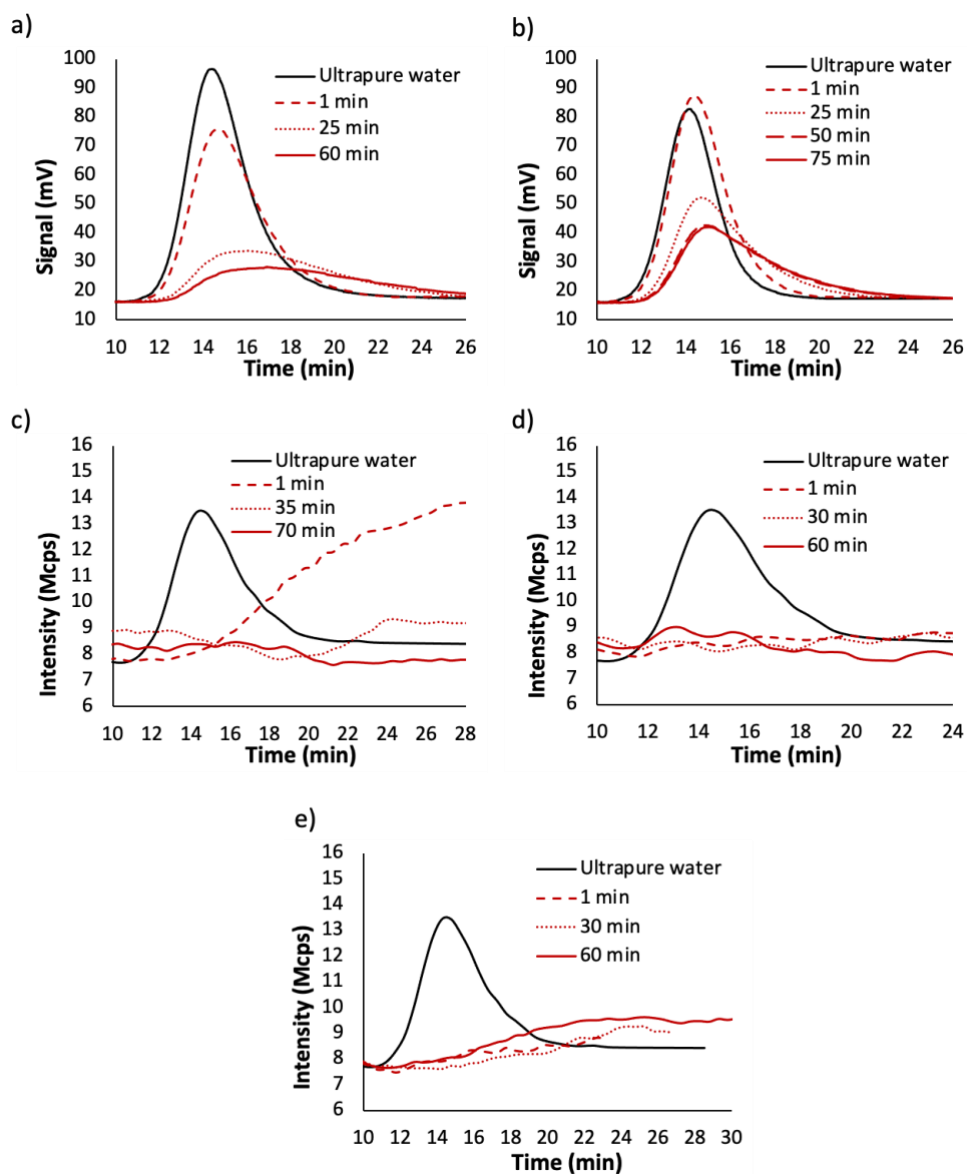 a)
Signal (mV)
100
90
80
70
60
50
40
30
20
10
Ultrapure water
1 min
25 min
60 min
10 12 14 16 18 20 22 24 26
Time (min)
b)
Signal (mV)
100
90
80
70
60
50
40
30
20
10
Ultrapure water
1 min
25 min
50 min
75 min
10 12 14 16 18 20 22 24 26
Time (min)
c)
Intensity (Mcps)
16
15
14
13
12
11
10
9
8
7
6
Ultrapure water
1 min
35 min
70 min
10 12 14 16 18 20 22 24 26 28
Time (min)
d)
Intensity (Mcps)
16
15
14
13
12
11
10
9
8
7
6
Ultrapure water
1 min
30 min
60 min
10 12 14 16 18 20 22 24
Time (min)
e)
Intensity (Mcps)
16
15
14
13
12
11
10
9
8
7
6
Ultrapure water
1 min
30 min
60 min
10 12 14 16 18 20 22 24 26 28 30
Time (min)